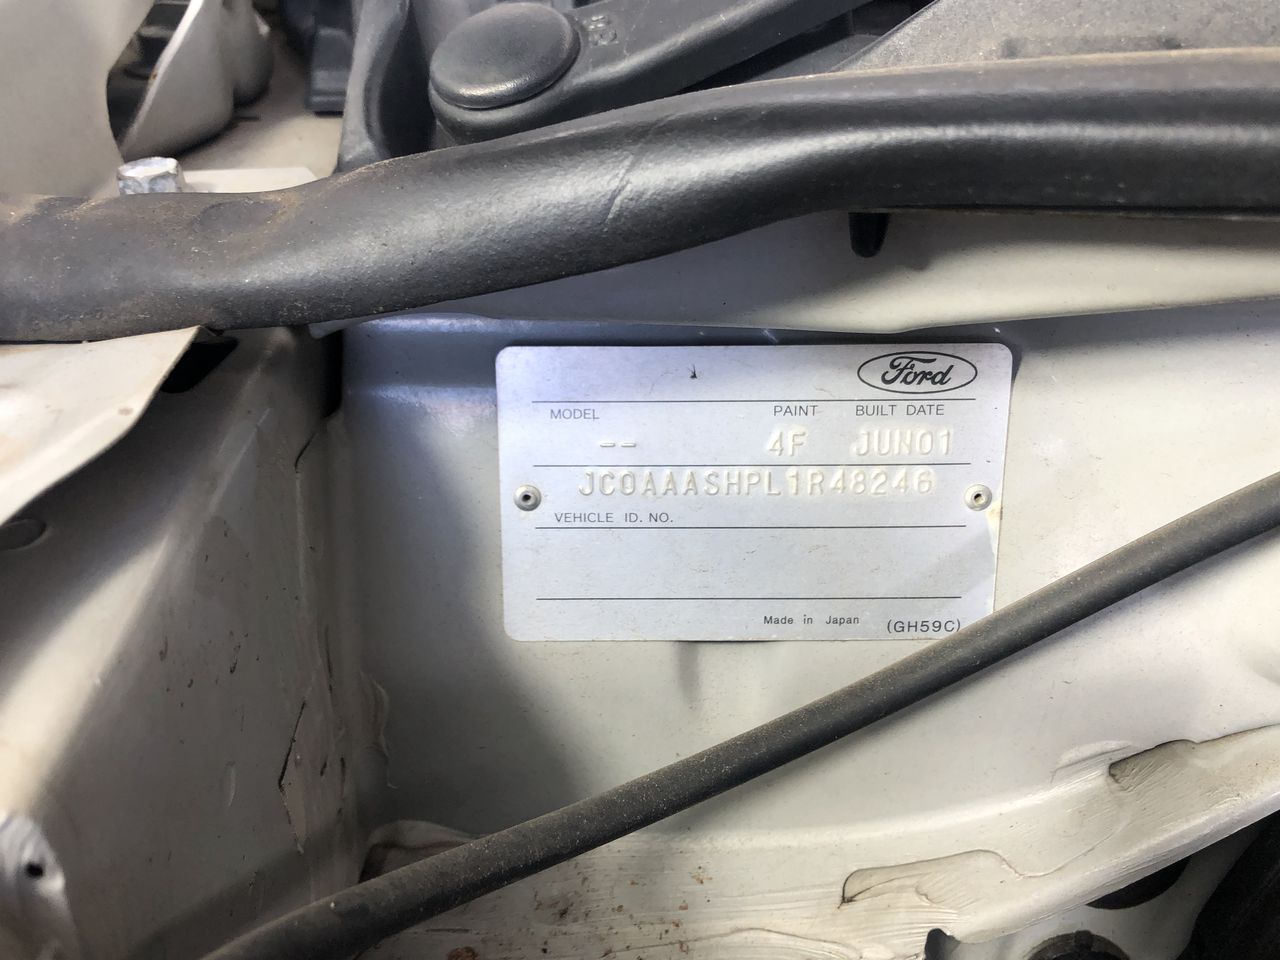 Ford
MODEL PAINT BUILT DATE
-- 4F JUN01
JC0AAASHPL1R48246
VEHICLE ID. NO.
Made in Japan (GH59C)